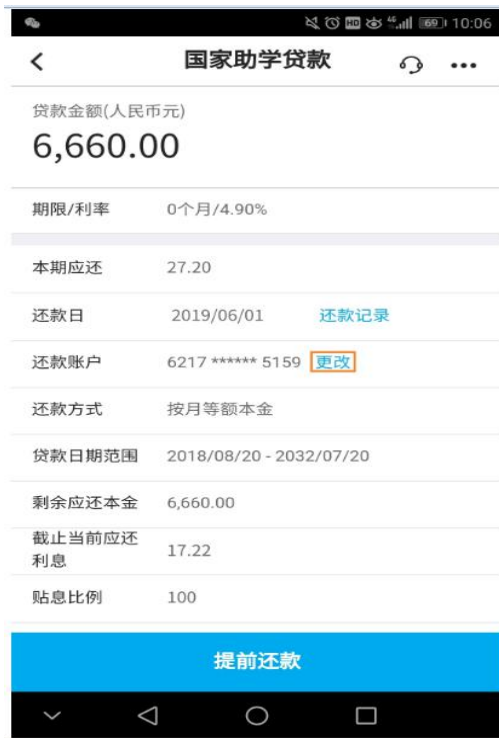 46 69 10:06
国家助学贷款
贷款金额(人民币元)
6,660.00
期限/利率 0个月/4.90%
本期应还 27.20
还款日 2019/06/01 还款记录
还款账户 6217 ****** 5159 更改
还款方式 按月等额本金
贷款日期范围 2018/08/20 - 2032/07/20
剩余应还本金 6,660.00
截止当前应还
利息 17.22
贴息比例 100
提前还款